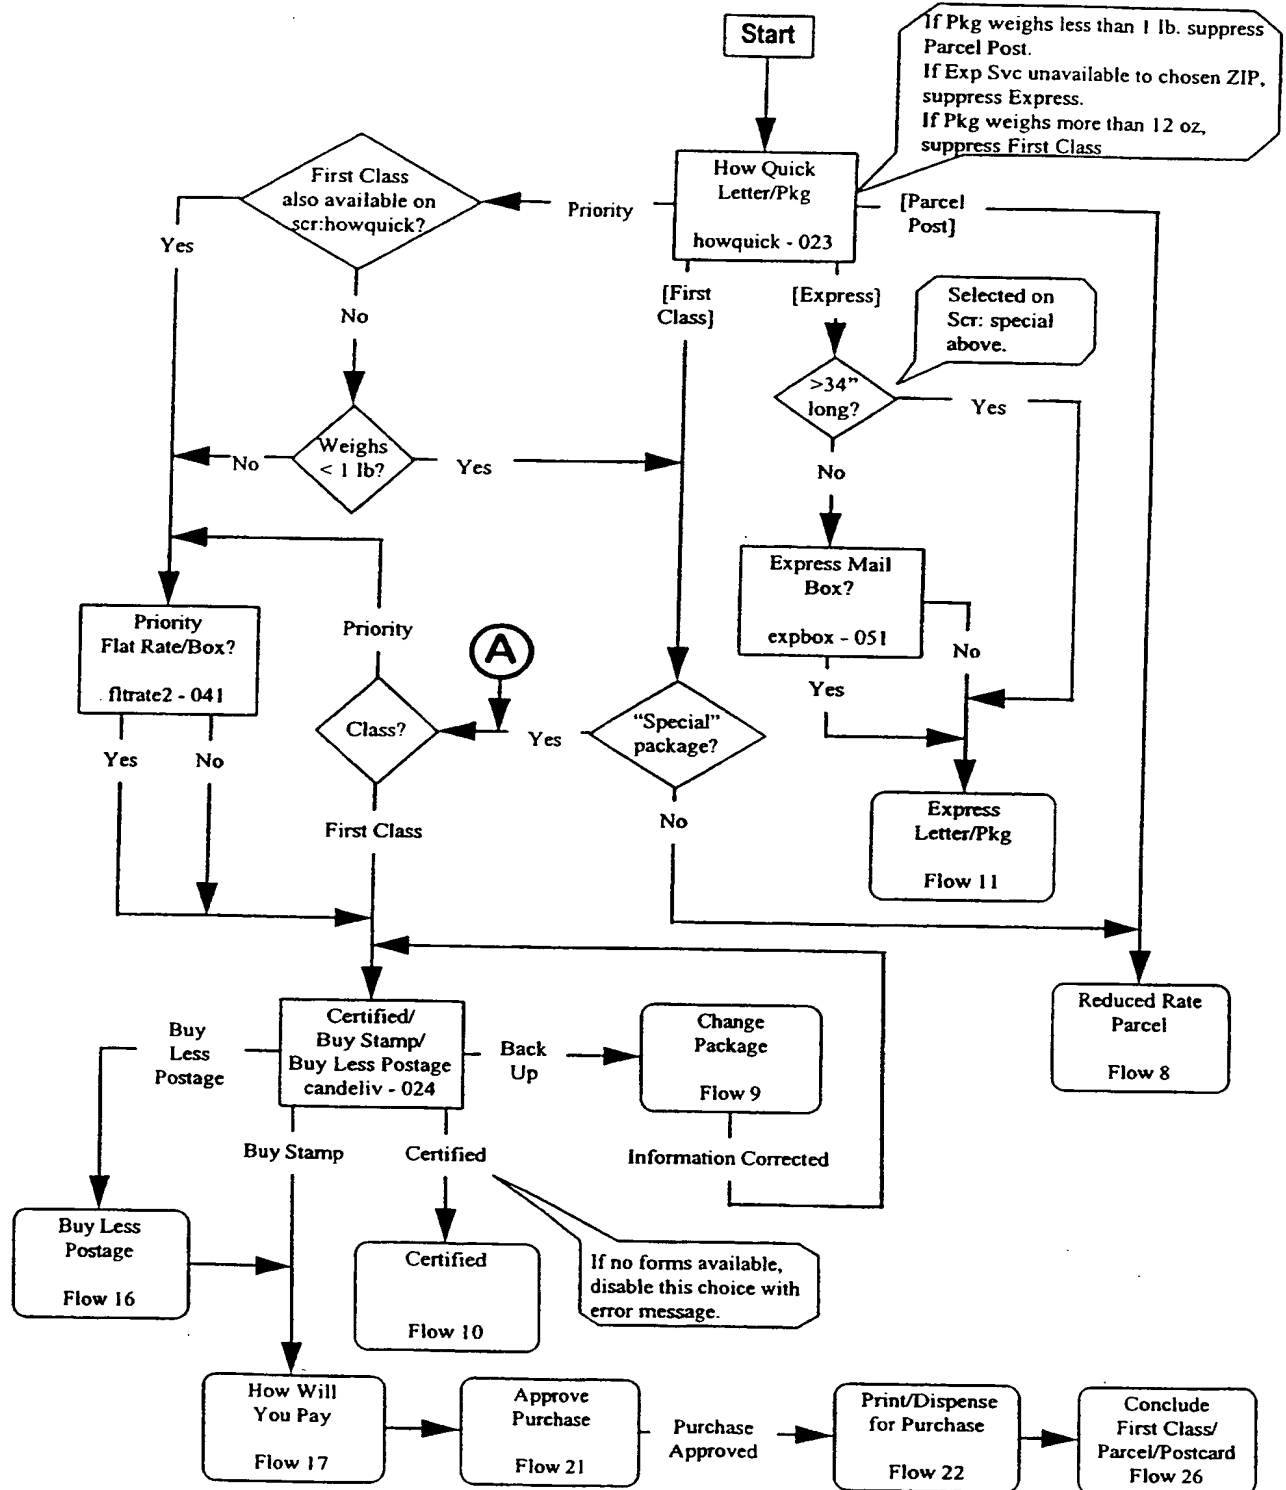 Start
If Pkg weighs less than 1 lb. suppress
Parcel Post.
If Exp Svc unavailable to chosen ZIP,
suppress Express.
If Pkg weighs more than 12 oz,
suppress First Class
How Quick
Letter/Pkg
howquick - 023
First Class
also available on
scr:howquick?
Priority
[Parcel
Post]
Yes
No
[First
Class]
[Express]
Selected on
Scr: special
above.
>34”
long?
Yes
Weighs
< 1 lb?
No
Yes
No
Express Mail
Box?
expbox - 051
Priority
Flat Rate/Box?
fltrate2 - 041
Priority
A
No
Yes
Class?
Yes
“Special”
package?
Yes
No
First Class
No
Express
Letter/Pkg
Flow 11
Reduced Rate
Parcel
Flow 8
Buy
Less
Postage
Certified/
Buy Stamp/
Buy Less Postage
candeliv - 024
Back
Up
Change
Package
Flow 9
Buy Stamp
Certified
Information Corrected
Buy Less
Postage
Flow 16
Certified
Flow 10
If no forms available,
disable this choice with
error message.
How Will
You Pay
Flow 17
Approve
Purchase
Flow 21
Purchase
Approved
Print/Dispense
for Purchase
Flow 22
Conclude
First Class/
Parcel/Postcard
Flow 26